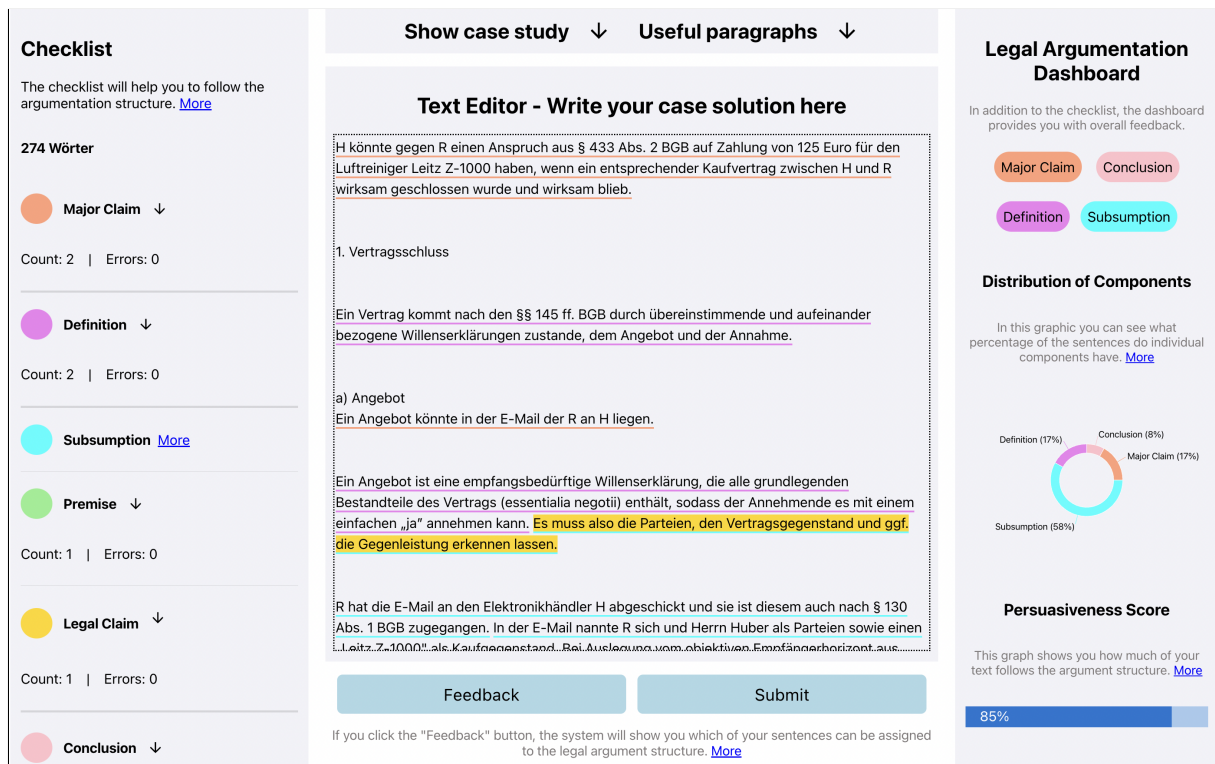 Checklist
The checklist will help you to follow the
argumentation structure. More
274 Wörter
Major Claim ↓
Count: 2 | Errors: 0
Definition ↓
Count: 2 | Errors: 0
Subsumption More
Premise ↓
Count: 1 | Errors: 0
Legal Claim ↓
Count: 1 | Errors: 0
Conclusion ↓
Show case study ↓ Useful paragraphs ↓
Text Editor - Write your case solution here
H könnte gegen R einen Anspruch aus § 433 Abs. 2 BGB auf Zahlung von 125 Euro für den
Luftreiniger Leitz Z-1000 haben, wenn ein entsprechender Kaufvertrag zwischen H und R
wirksam geschlossen wurde und wirksam blieb.
1. Vertragsschluss
Ein Vertrag kommt nach den §§ 145 ff. BGB durch übereinstimmende und aufeinander
bezogene Willenserklärungen zustande, dem Angebot und der Annahme.
a) Angebot
Ein Angebot könnte in der E-Mail der R an H liegen.
Ein Angebot ist eine empfangsbedürftige Willenserklärung, die alle grundlegenden
Bestandteile des Vertrags (essentialia negotii) enthält, sodass der Annehmende es mit einem
einfachen „ja” annehmen kann. Es muss also die Parteien, den Vertragsgegenstand und ggf.
die Gegenleistung erkennen lassen.
R hat die E-Mail an den Elektronikhändler H abgeschickt und sie ist diesem auch nach § 130
Abs. 1 BGB zugegangen. In der E-Mail nannte R sich und Herrn Huber als Parteien sowie einen
„Leitz Z-1000" als Kaufgegenstand. Bei Auslegung vom objektiven Empfängerhorizont aus
Feedback Submit
If you click the "Feedback" button, the system will show you which of your sentences can be assigned
to the legal argument structure. More
Legal Argumentation
Dashboard
In addition to the checklist, the dashboard
provides you with overall feedback.
Major Claim Conclusion
Definition Subsumption
Distribution of Components
In this graphic you can see what
percentage of the sentences do individual
components have. More
Definition (17%) Conclusion (8%)
Major Claim (17%)
Subsumption (58%)
Persuasiveness Score
This graph shows you how much of your
text follows the argument structure. More
85%